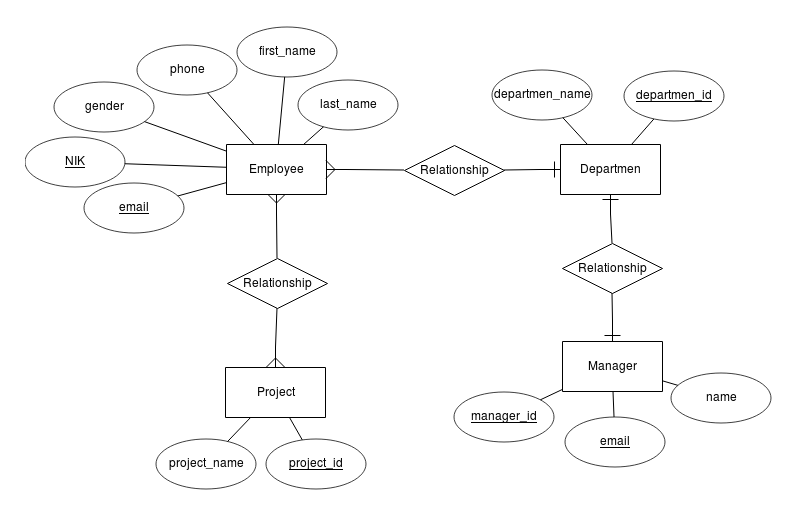 first_name
phone
gender
last_name
departmen_name
departmen_id
NIK
Employee
Relationship
Departmen
email
Relationship
Relationship
Project
Manager
name
manager_id
email
project_name
project_id